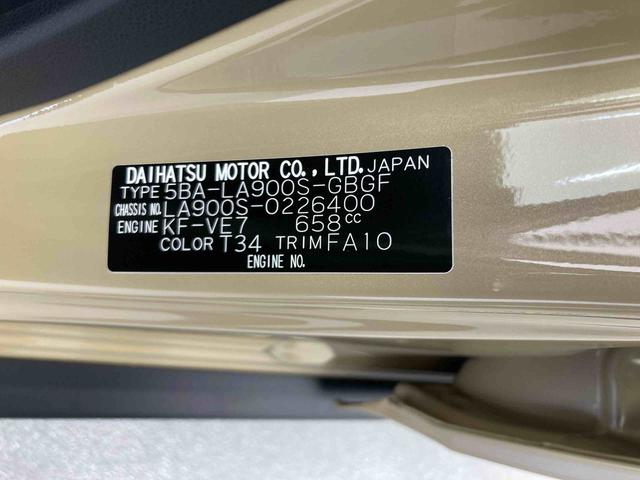 DAIHATSU MOTOR CO.,LTD. JAPAN
TYPE 5BA-LA900S-GBGF
CHASSIS NO. LA900S-0226400
ENGINE KF-VE7 658cc
COLOR T34 TRIM FA10
ENGINE NO.